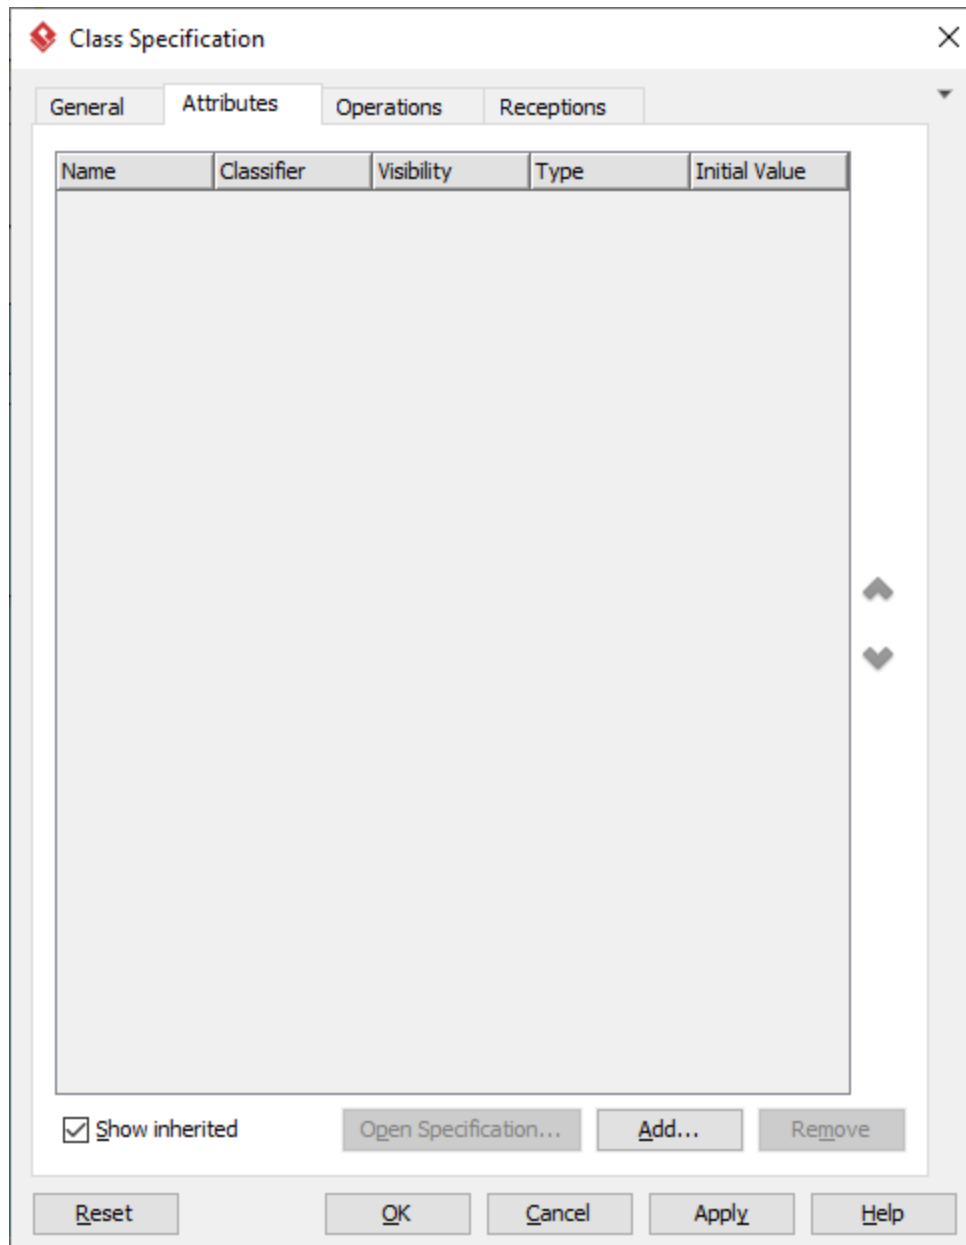 Class Specification
General Attributes Operations Receptions
Name Classifier Visibility Type Initial Value
Show inherited Open Specification... Add... Remove
Reset OK Cancel Apply Help